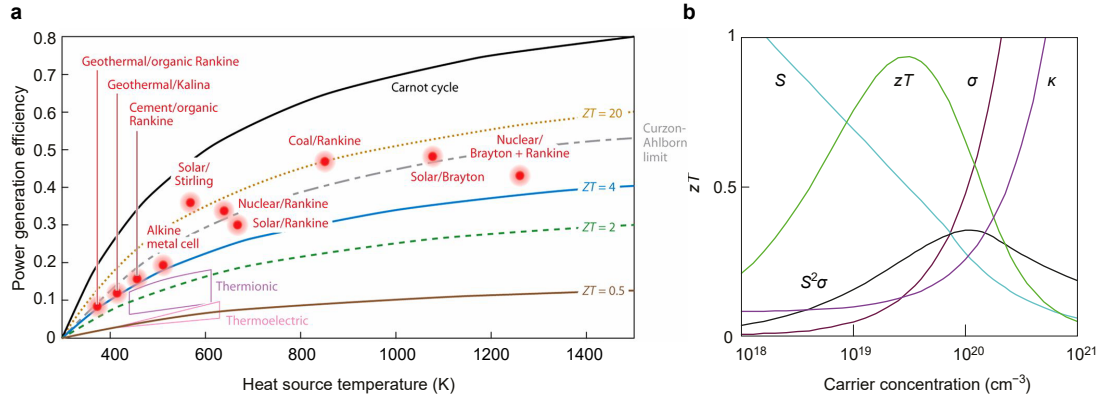 a
Power generation efficiency
0.8
0.7
0.6
0.5
0.4
0.3
0.2
0.1
0
400
600
800
1000
1200
1400
Heat source temperature (K)
Geothermal/organic Rankine
Geothermal/Kalina
Cement/organic
Rankine
Carnot cycle
Solar/
Stirling
Coal/Rankine
Nuclear/
Brayton + Rankine
Solar/Brayton
Nuclear/Rankine
Solar/Rankine
Alkine
metal cell
Thermionic
Thermoelectric
ZT = 20
Curzon-
Ahlborn
limit
ZT = 4
ZT = 2
ZT = 0.5
b
zT
1
0.5
0
S
zT
σ
κ
S²σ
10¹⁸
10¹⁹
10²⁰
10²¹
Carrier concentration (cm⁻³)